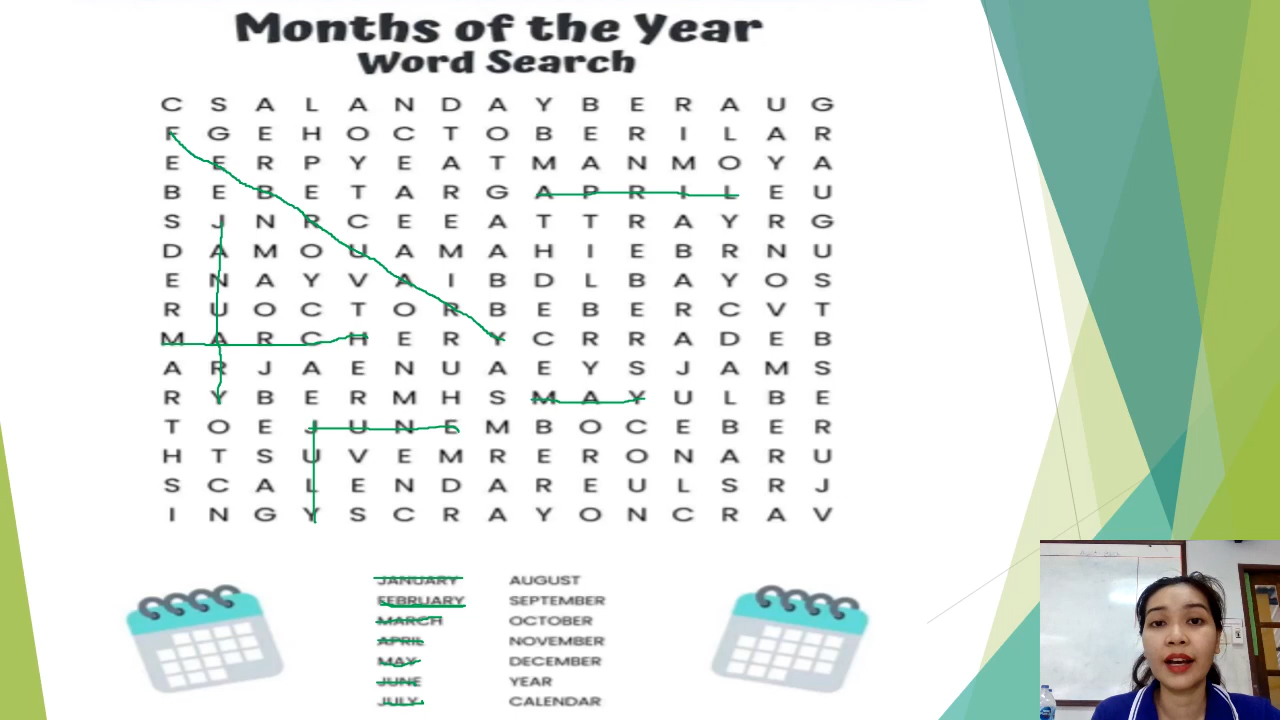 Months of the Year
Word Search
C S A L A N D A Y B E R A U G
F G E H O C T O B E R I L A R
E E R P Y E A T M A N M O Y A
B E B E T A R G A P R I L E U
S J N R C E E A T T R A Y R G
D A M O U A M A H I E B R N U
E N A Y V A I B D L B A Y O S
R U O C T O R B E B E R C V T
M A R C H E R Y C R R A D E B
A R J A E N U A E Y S J A M S
R Y B E R M H S M A Y U L B E
T O E J U N E M B O C E B E R
H T S U V E M R E R O N A R U
S C A L E N D A R E U L S R J
I N G Y S C R A Y O N C R A V
JANUARY AUGUST
FEBRUARY SEPTEMBER
MARCH OCTOBER
APRIL NOVEMBER
MAY DECEMBER
JUNE YEAR
JULY CALENDAR